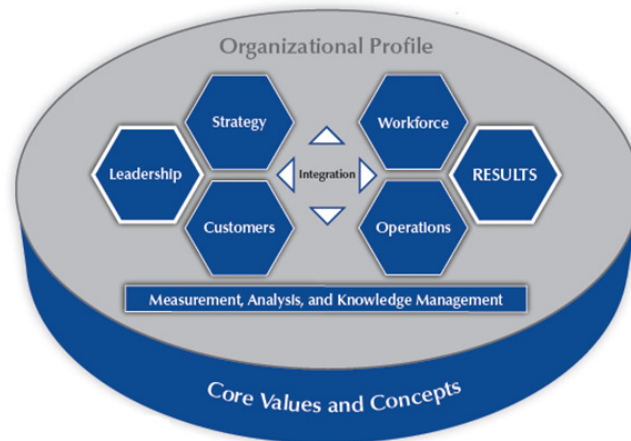 Organizational Profile
Strategy
Workforce
Leadership
Integration
RESULTS
Customers
Operations
Measurement, Analysis, and Knowledge Management
Core Values and Concepts